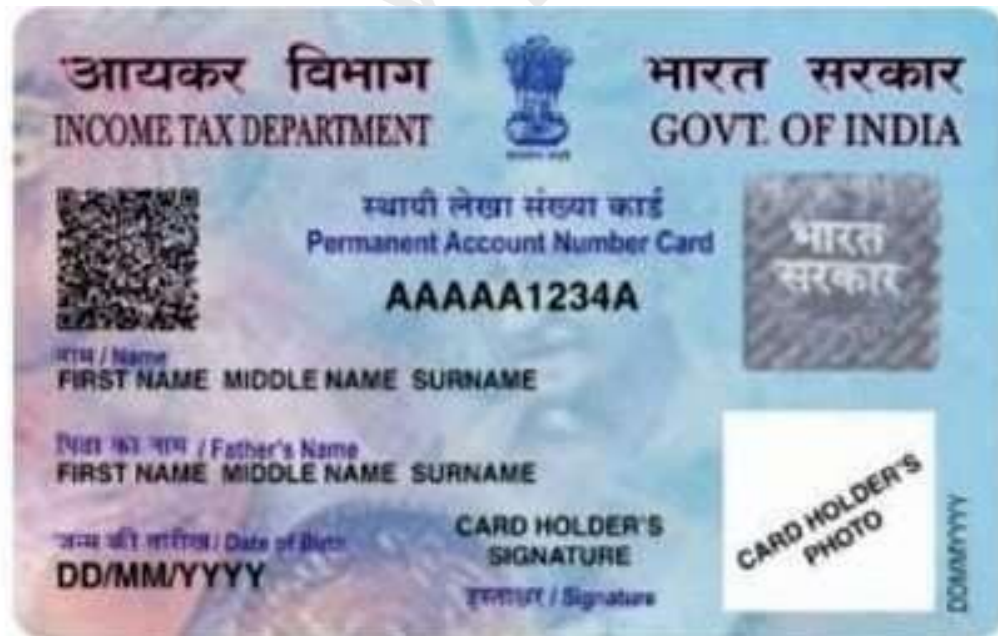 आयकर विभाग
भारत सरकार
INCOME TAX DEPARTMENT
GOVT. OF INDIA
स्थायी लेखा संख्या कार्ड
Permanent Account Number Card
AAAAA1234A
भारत
सरकार
नाम / Name
FIRST NAME MIDDLE NAME SURNAME
पिता का नाम / Father's Name
FIRST NAME MIDDLE NAME SURNAME
जन्म की तारीख / Date of Birth
DD/MM/YYYY
CARD HOLDER'S
SIGNATURE
हस्ताक्षर / Signature
CARD HOLDER'S
PHOTO
DDMMYYYY